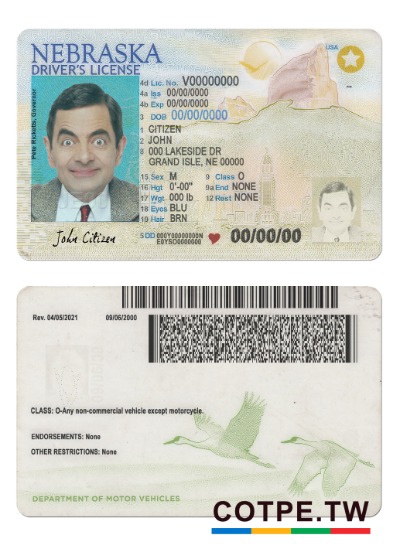 NEBRASKA
USA
DRIVER'S LICENSE
4d Lic. No. V00000000
4a Iss 00/00/0000
4b Exp 00/00/0000
3 DOB 00/00/0000
1 CITIZEN
2 JOHN
8 000 LAKESIDE DR
GRAND ISLE, NE 00000
15 Sex M 9 Class O
16 Hgt 0'-00" 9a End NONE
17 Wgt 000 lb 12 Rest NONE
18 Eyes BLU
19 Hair BRN
5 DD 000Y00000000N
E0YSC0000000
00/00/00
Pete Ricketts, Governor
John Citizen
Rev. 04/05/2021 09/06/2000
CLASS: O-Any non-commercial vehicle except motorcycle.
ENDORSEMENTS: None
OTHER RESTRICTIONS: None
DEPARTMENT OF MOTOR VEHICLES
COTPE.TW